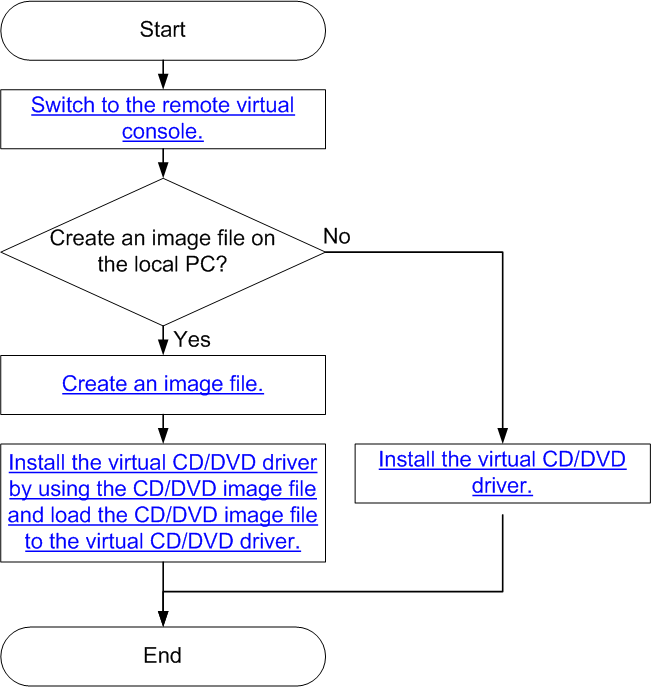 Start
Switch to the remote virtual
console.
Create an image file on
the local PC?
No
Yes
Create an image file.
Install the virtual CD/DVD driver
by using the CD/DVD image file
and load the CD/DVD image file
to the virtual CD/DVD driver.
Install the virtual CD/DVD
driver.
End